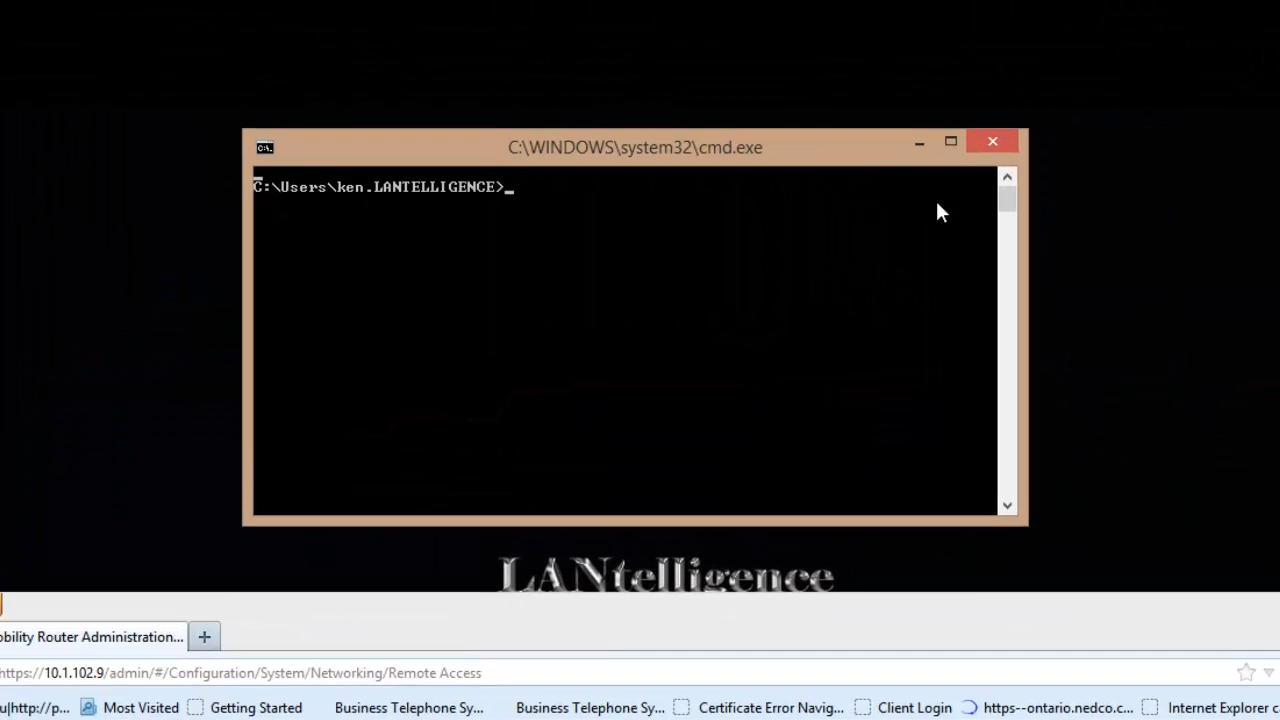 C:\WINDOWS\system32\cmd.exe
C:\Users\ken.LANTELLIGENCE>_
LANtelligence
obility Router Administration...
https://10.1.102.9/admin/#/Configuration/System/Networking/Remote Access
u|http://p... Most Visited Getting Started Business Telephone Sy... Business Telephone Sy... Certificate Error Navig... Client Login https--ontario.nedco.c... Internet Explorer c